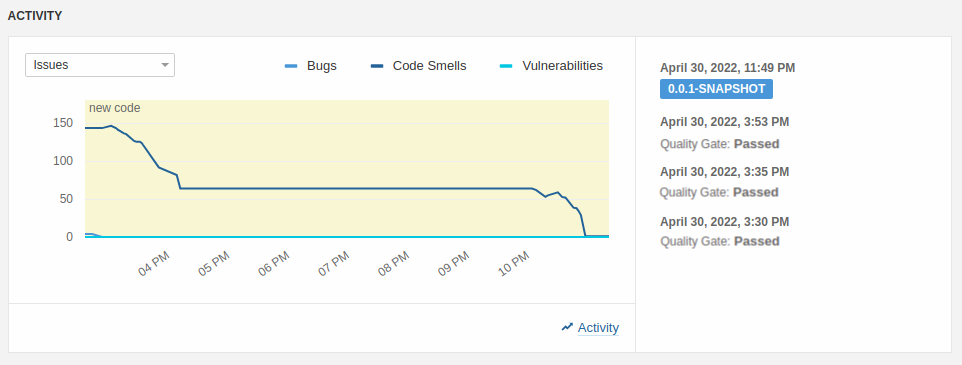 ACTIVITY
Issues
Bugs
Code Smells
Vulnerabilities
new code
150
100
50
0
04 PM
05 PM
06 PM
07 PM
08 PM
09 PM
10 PM
Activity
April 30, 2022, 11:49 PM
0.0.1-SNAPSHOT
April 30, 2022, 3:53 PM
Quality Gate: Passed
April 30, 2022, 3:35 PM
Quality Gate: Passed
April 30, 2022, 3:30 PM
Quality Gate: Passed